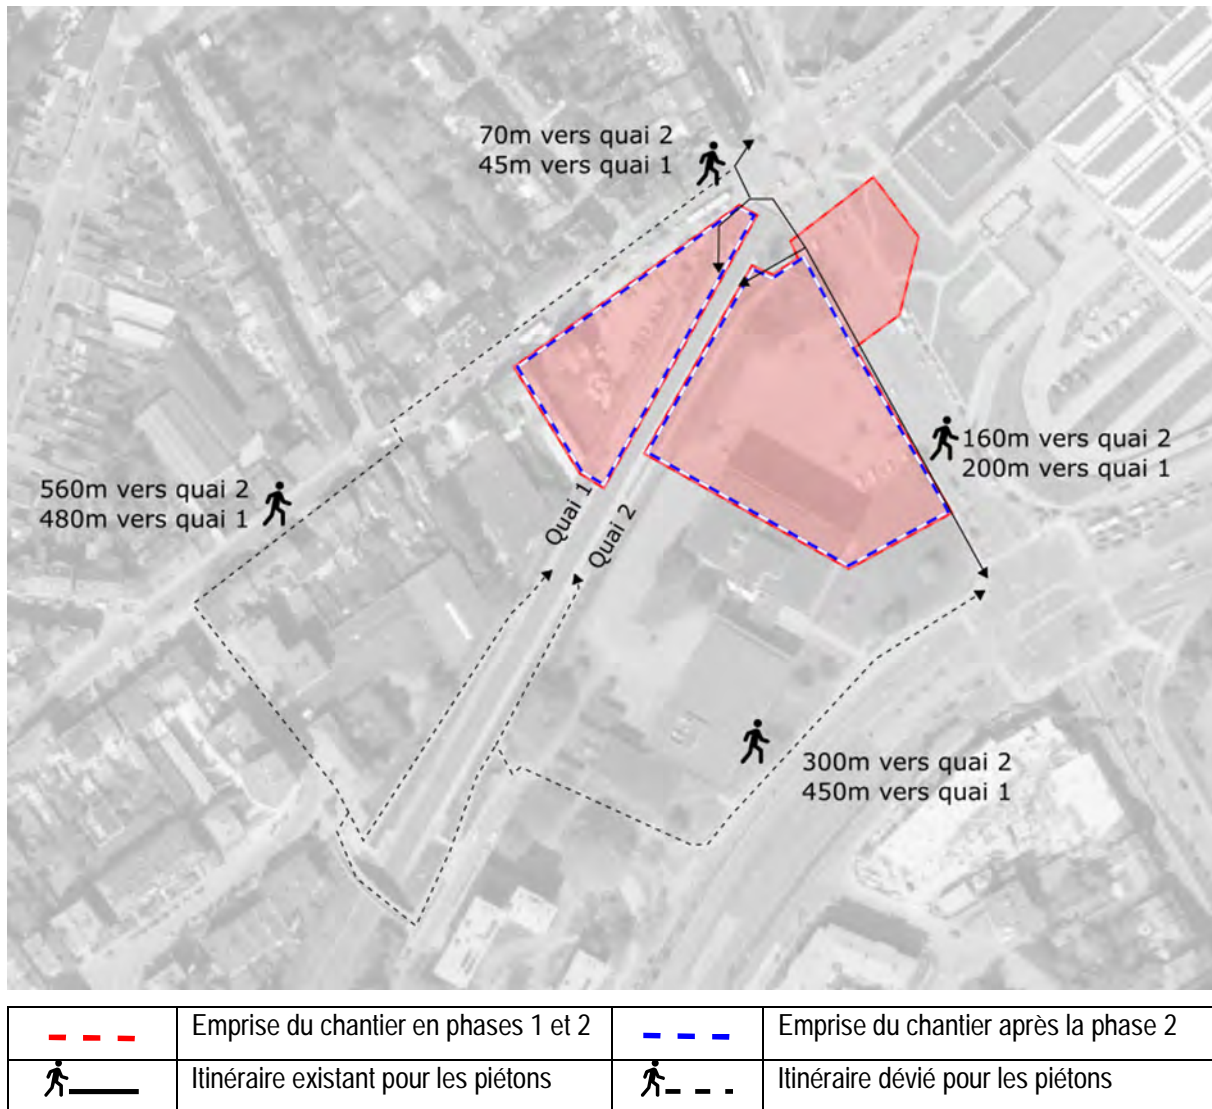 70m vers quai 2
45m vers quai 1
160m vers quai 2
200m vers quai 1
560m vers quai 2
480m vers quai 1
Quai 1
Quai 2
300m vers quai 2
450m vers quai 1
Emprise du chantier en phases 1 et 2
Emprise du chantier après la phase 2
Itinéraire existant pour les piétons
Itinéraire dévié pour les piétons